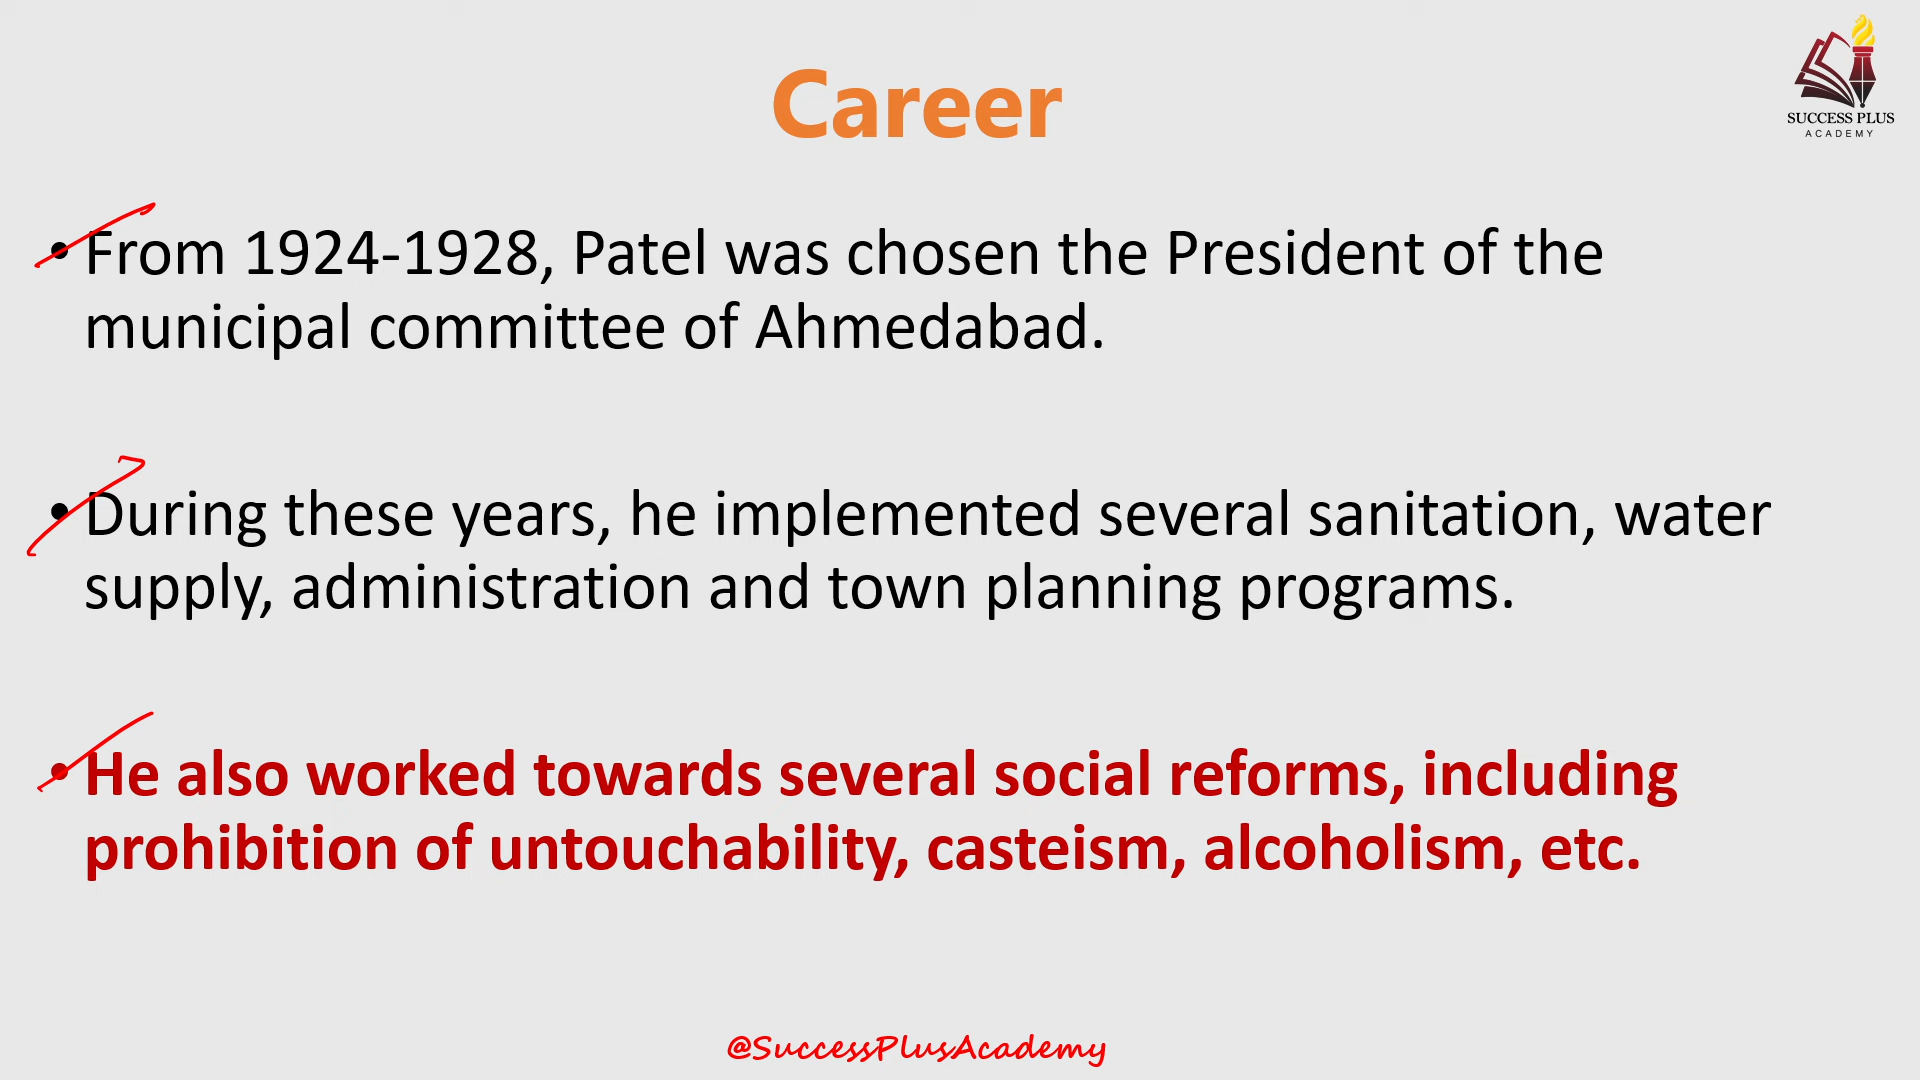 Career
SUCCESS PLUS
ACADEMY
• From 1924-1928, Patel was chosen the President of the
municipal committee of Ahmedabad.
• During these years, he implemented several sanitation, water
supply, administration and town planning programs.
• He also worked towards several social reforms, including
prohibition of untouchability, casteism, alcoholism, etc.
@SuccessPlusAcademy